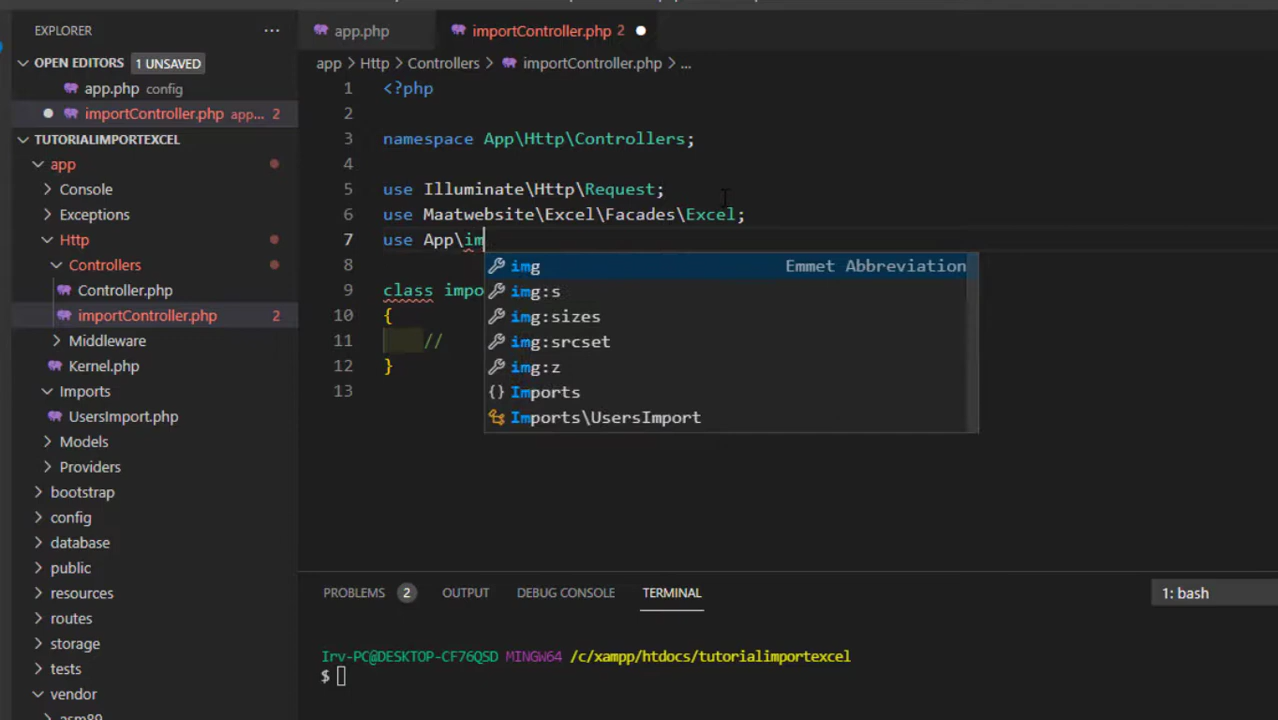 EXPLORER
OPEN EDITORS 1 UNSAVED
app.php config
importController.php app... 2
TUTORIALIMPORTEXCEL
app
Console
Exceptions
Http
Controllers
Controller.php
importController.php 2
Middleware
Kernel.php
Imports
UsersImport.php
Models
Providers
bootstrap
config
database
public
resources
routes
storage
tests
vendor
asm89
app.php
importController.php 2
app > Http > Controllers > importController.php > ...
1 <?php
2
3 namespace App\Http\Controllers;
4
5 use Illuminate\Http\Request;
6 use Maatwebsite\Excel\Facades\Excel;
7 use App\im
8
9 class impo
10 {
11 //
12 }
13
img Emmet Abbreviation
img:s
img:sizes
img:srcset
img:z
{} Imports
Imports\UsersImport
PROBLEMS 2 OUTPUT DEBUG CONSOLE TERMINAL 1: bash
Irv-PC@DESKTOP-CF76QSD MINGW64 /c/xampp/htdocs/tutorialimportexcel
$